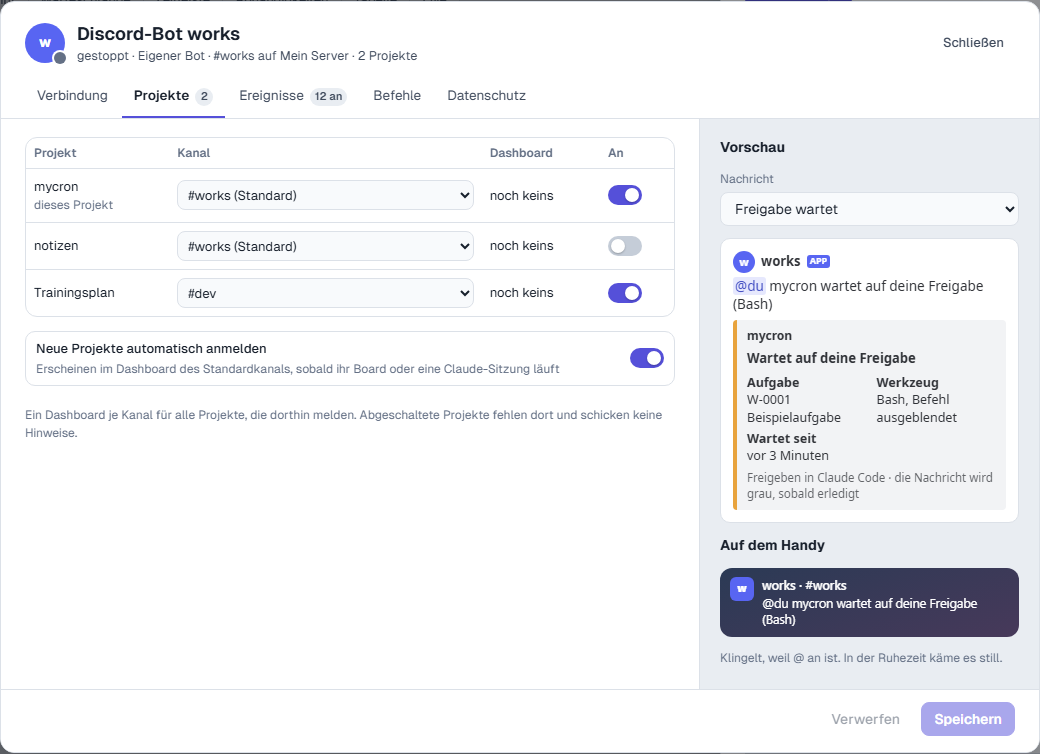 w
Discord-Bot works
gestoppt · Eigener Bot · #works auf Mein Server · 2 Projekte
Schließen
Verbindung
Projekte 2
Ereignisse 12 an
Befehle
Datenschutz
Projekt Kanal Dashboard An
mycron
dieses Projekt
#works (Standard)
noch keins
notizen
#works (Standard)
noch keins
Trainingsplan
#dev
noch keins
Neue Projekte automatisch anmelden
Erscheinen im Dashboard des Standardkanals, sobald ihr Board oder eine Claude-Sitzung läuft
Ein Dashboard je Kanal für alle Projekte, die dorthin melden. Abgeschaltete Projekte fehlen dort und schicken keine
Hinweise.
Vorschau
Nachricht
Freigabe wartet
w works APP
@du mycron wartet auf deine Freigabe
(Bash)
mycron
Wartet auf deine Freigabe
Aufgabe
W-0001
Beispielaufgabe
Werkzeug
Bash, Befehl
ausgeblendet
Wartet seit
vor 3 Minuten
Freigeben in Claude Code · die Nachricht wird
grau, sobald erledigt
Auf dem Handy
w
works · #works
@du mycron wartet auf deine Freigabe
(Bash)
Klingelt, weil @ an ist. In der Ruhezeit käme es still.
Verwerfen
Speichern